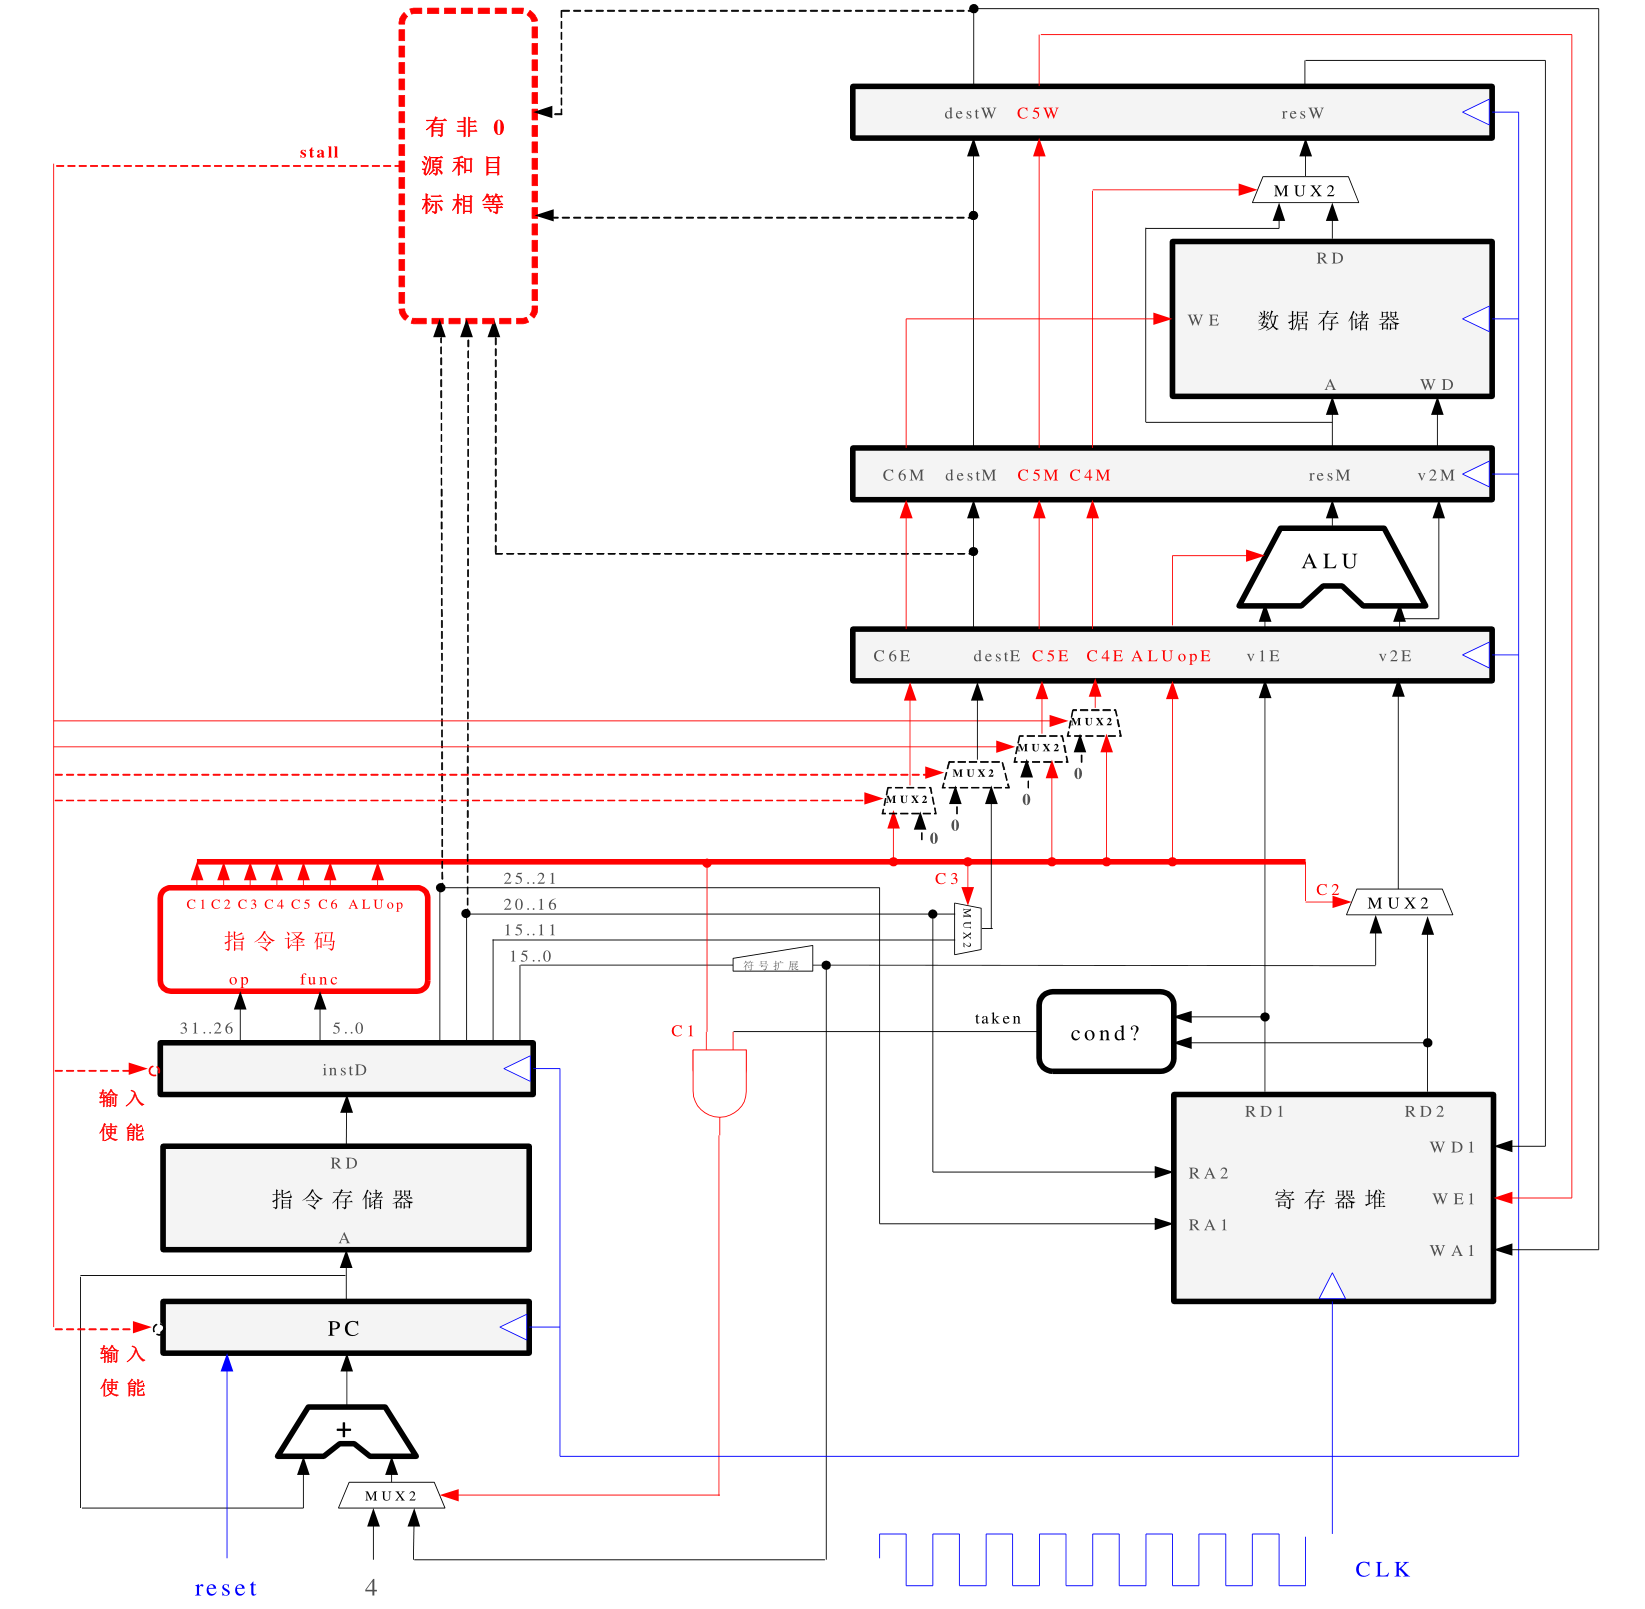 有非 0
源和目
标相等
stall
destW C5W resW
MUX2
RD
WE 数据存储器
A WD
C6M destM C5M C4M resM v2M
ALU
C6E destE C5E C4E ALUopE v1E v2E
MUX2
0
MUX2
0
MUX2
0
MUX2
0
C3
MUX2
C2
MUX2
25..21
20..16
15..11
15..0
符号扩展
C1 C2 C3 C4 C5 C6 ALUop
指令译码
op func
31..26 5..0
instD
输入
使能
C1
taken
cond?
RD
指令存储器
A
RD1 RD2
WD1
RA2
寄存器堆 WE1
RA1
WA1
PC
输入
使能
+
MUX2
reset
4
CLK